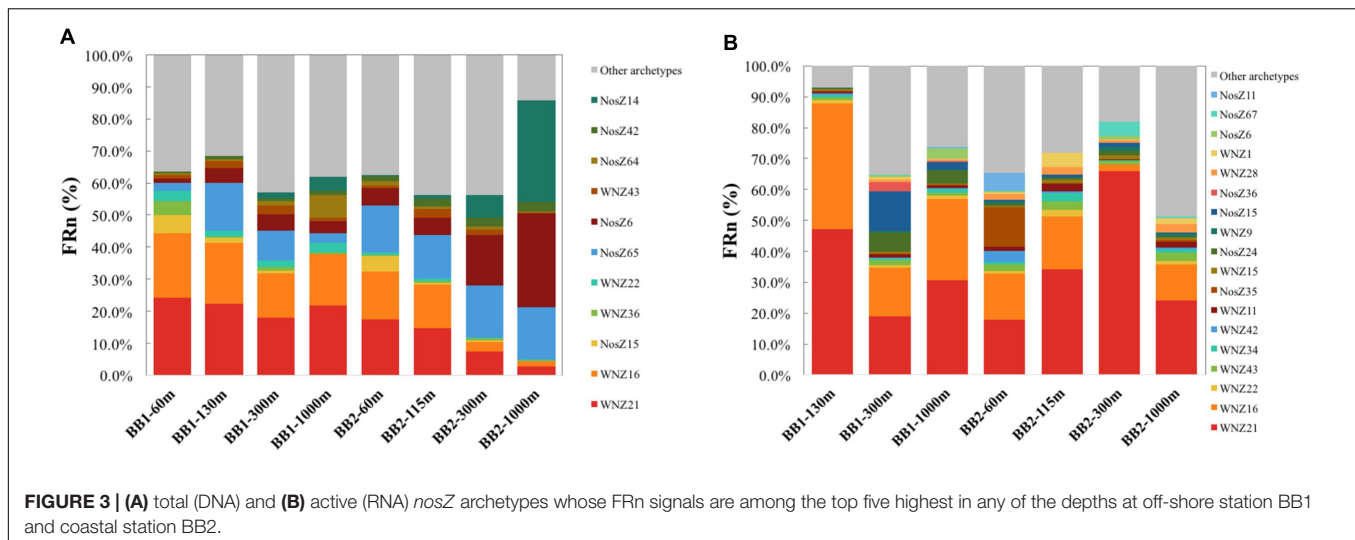 A
100.0%
90.0%
80.0%
70.0%
60.0%
50.0%
40.0%
30.0%
20.0%
10.0%
0.0%
FRn (%)
BB1-60m
BB1-130m
BB1-300m
BB1-1000m
BB2-60m
BB2-115m
BB2-300m
BB2-1000m
Other archetypes
NosZ14
NosZ42
NosZ64
WNZ43
NosZ6
NosZ65
WNZ22
WNZ36
NosZ15
WNZ16
WNZ21
B
100.0%
90.0%
80.0%
70.0%
60.0%
50.0%
40.0%
30.0%
20.0%
10.0%
0.0%
FRn (%)
BB1-130m
BB1-300m
BB1-1000m
BB2-60m
BB2-115m
BB2-300m
BB2-1000m
Other archetypes
NosZ11
NosZ67
NosZ6
WNZ1
WNZ28
NosZ36
NosZ15
WNZ9
NosZ24
WNZ15
NosZ35
WNZ11
WNZ42
WNZ34
WNZ43
WNZ22
WNZ16
WNZ21
FIGURE 3 | (A) total (DNA) and (B) active (RNA) nosZ archetypes whose FRn signals are among the top five highest in any of the depths at off-shore station BB1
and coastal station BB2.